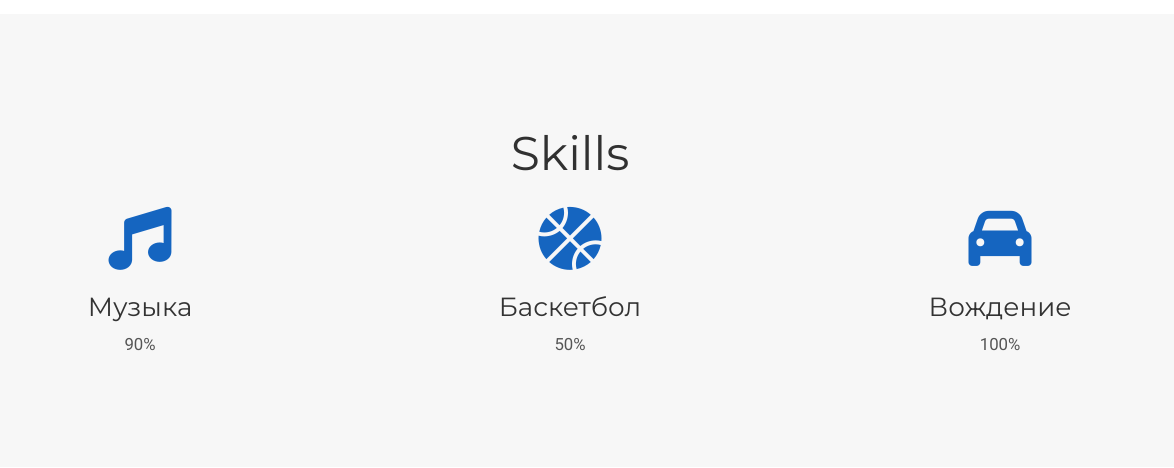 Skills
Музыка
Баскетбол
Вождение
90%
50%
100%